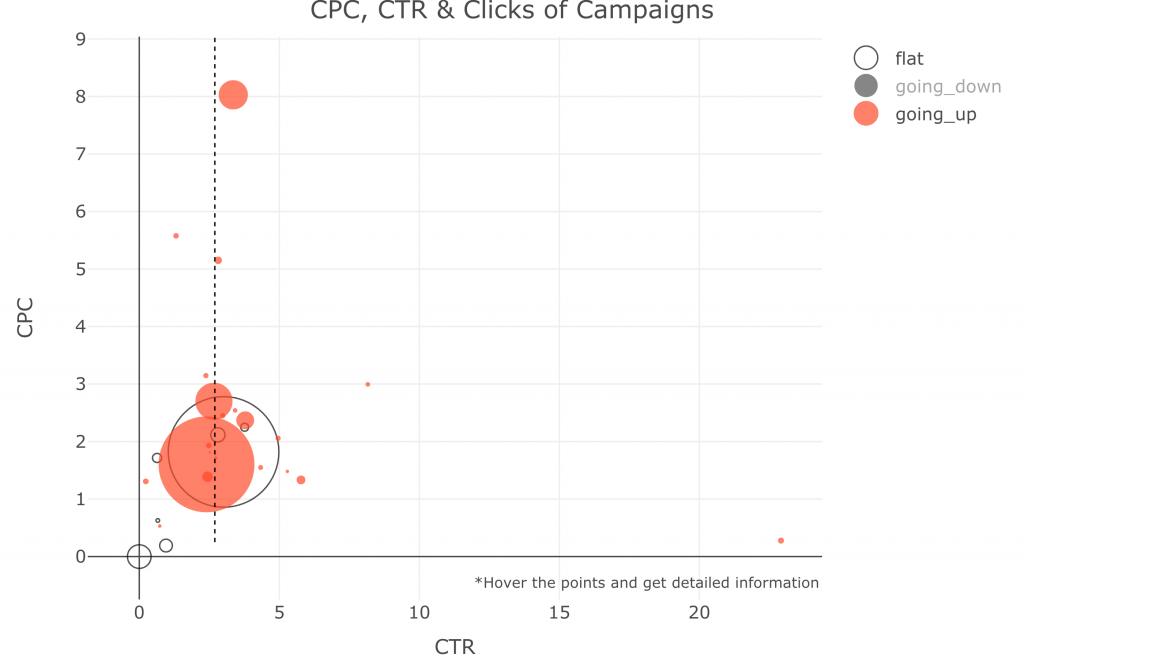 CPC, CTR & Clicks of Campaigns
9
8
7
6
5
4
3
2
1
0
CPC
0
5
10
15
20
CTR
*Hover the points and get detailed information
flat
going_down
going_up